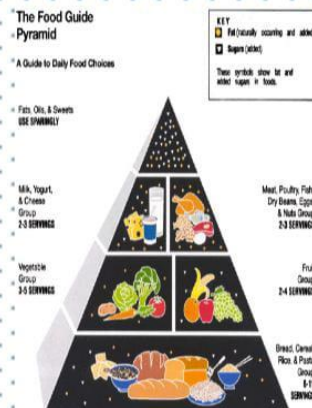 The Food Guide
Pyramid
A Guide to Daily Food Choices
KEY
Fat (naturally occurring and added)
Sugars (added)
These symbols show fat and
added sugars in foods.
Fats, Oils, & Sweets
USE SPARINGLY
Milk, Yogurt,
& Cheese
Group
2-3 SERVINGS
Meat, Poultry, Fish,
Dry Beans, Eggs
& Nuts Group
2-3 SERVINGS
Vegetable
Group
3-5 SERVINGS
Fruit
Group
2-4 SERVINGS
Bread, Cereal
Rice, & Pasta
Group
SERVINGS